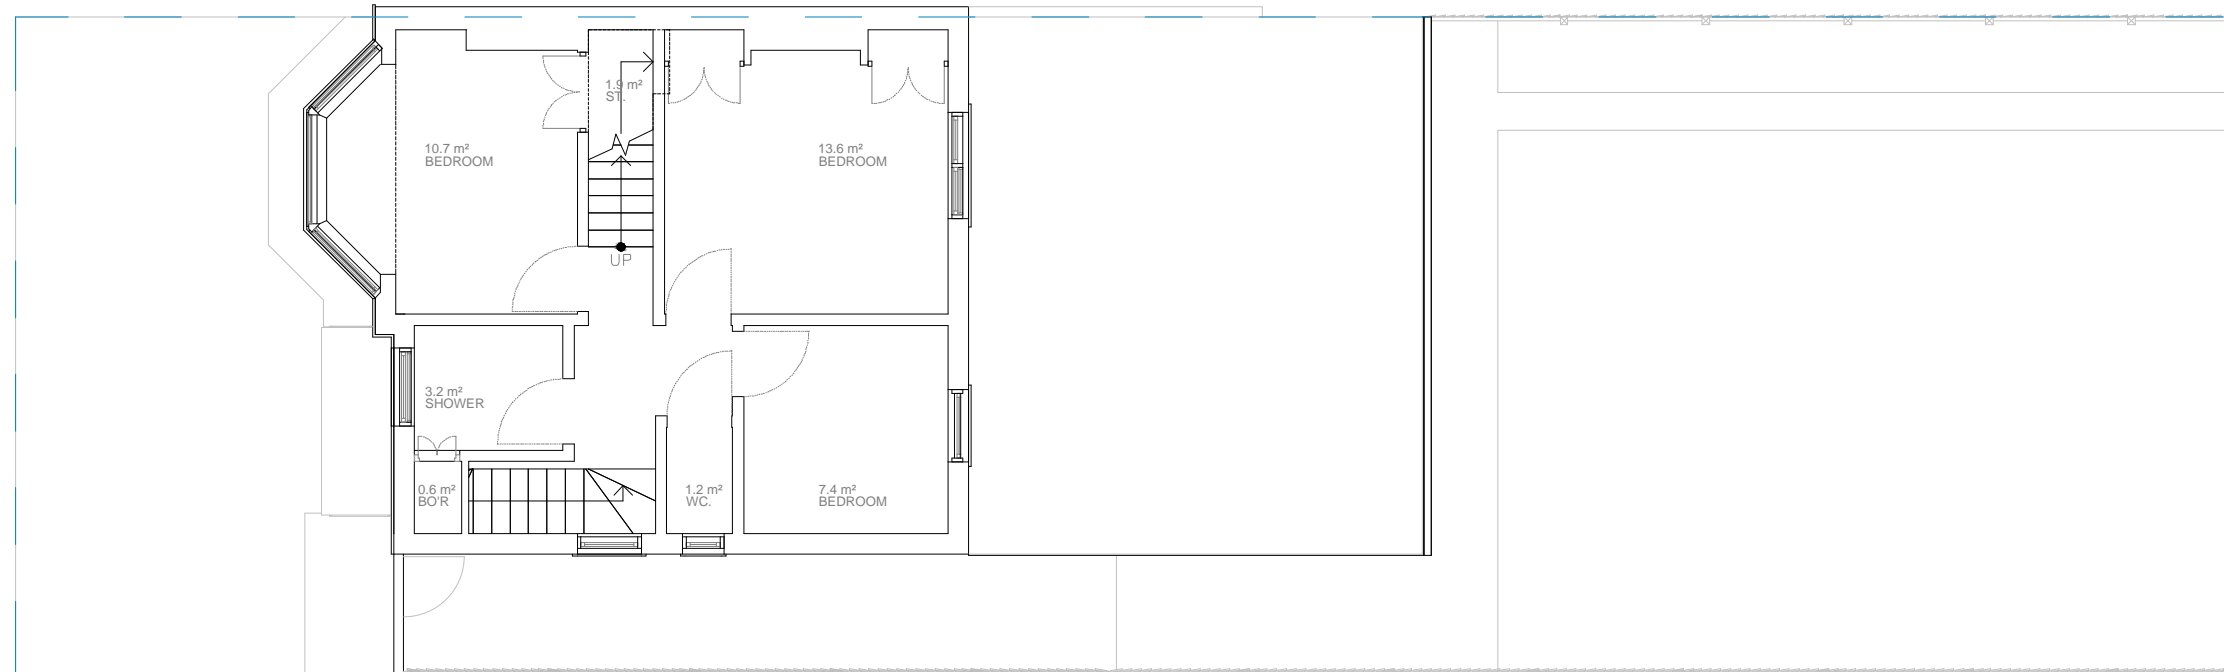 1.9 m²
ST.
10.7 m²
BEDROOM
13.6 m²
BEDROOM
UP
3.2 m²
SHOWER
0.6 m²
BO'R
1.2 m²
WC.
7.4 m²
BEDROOM